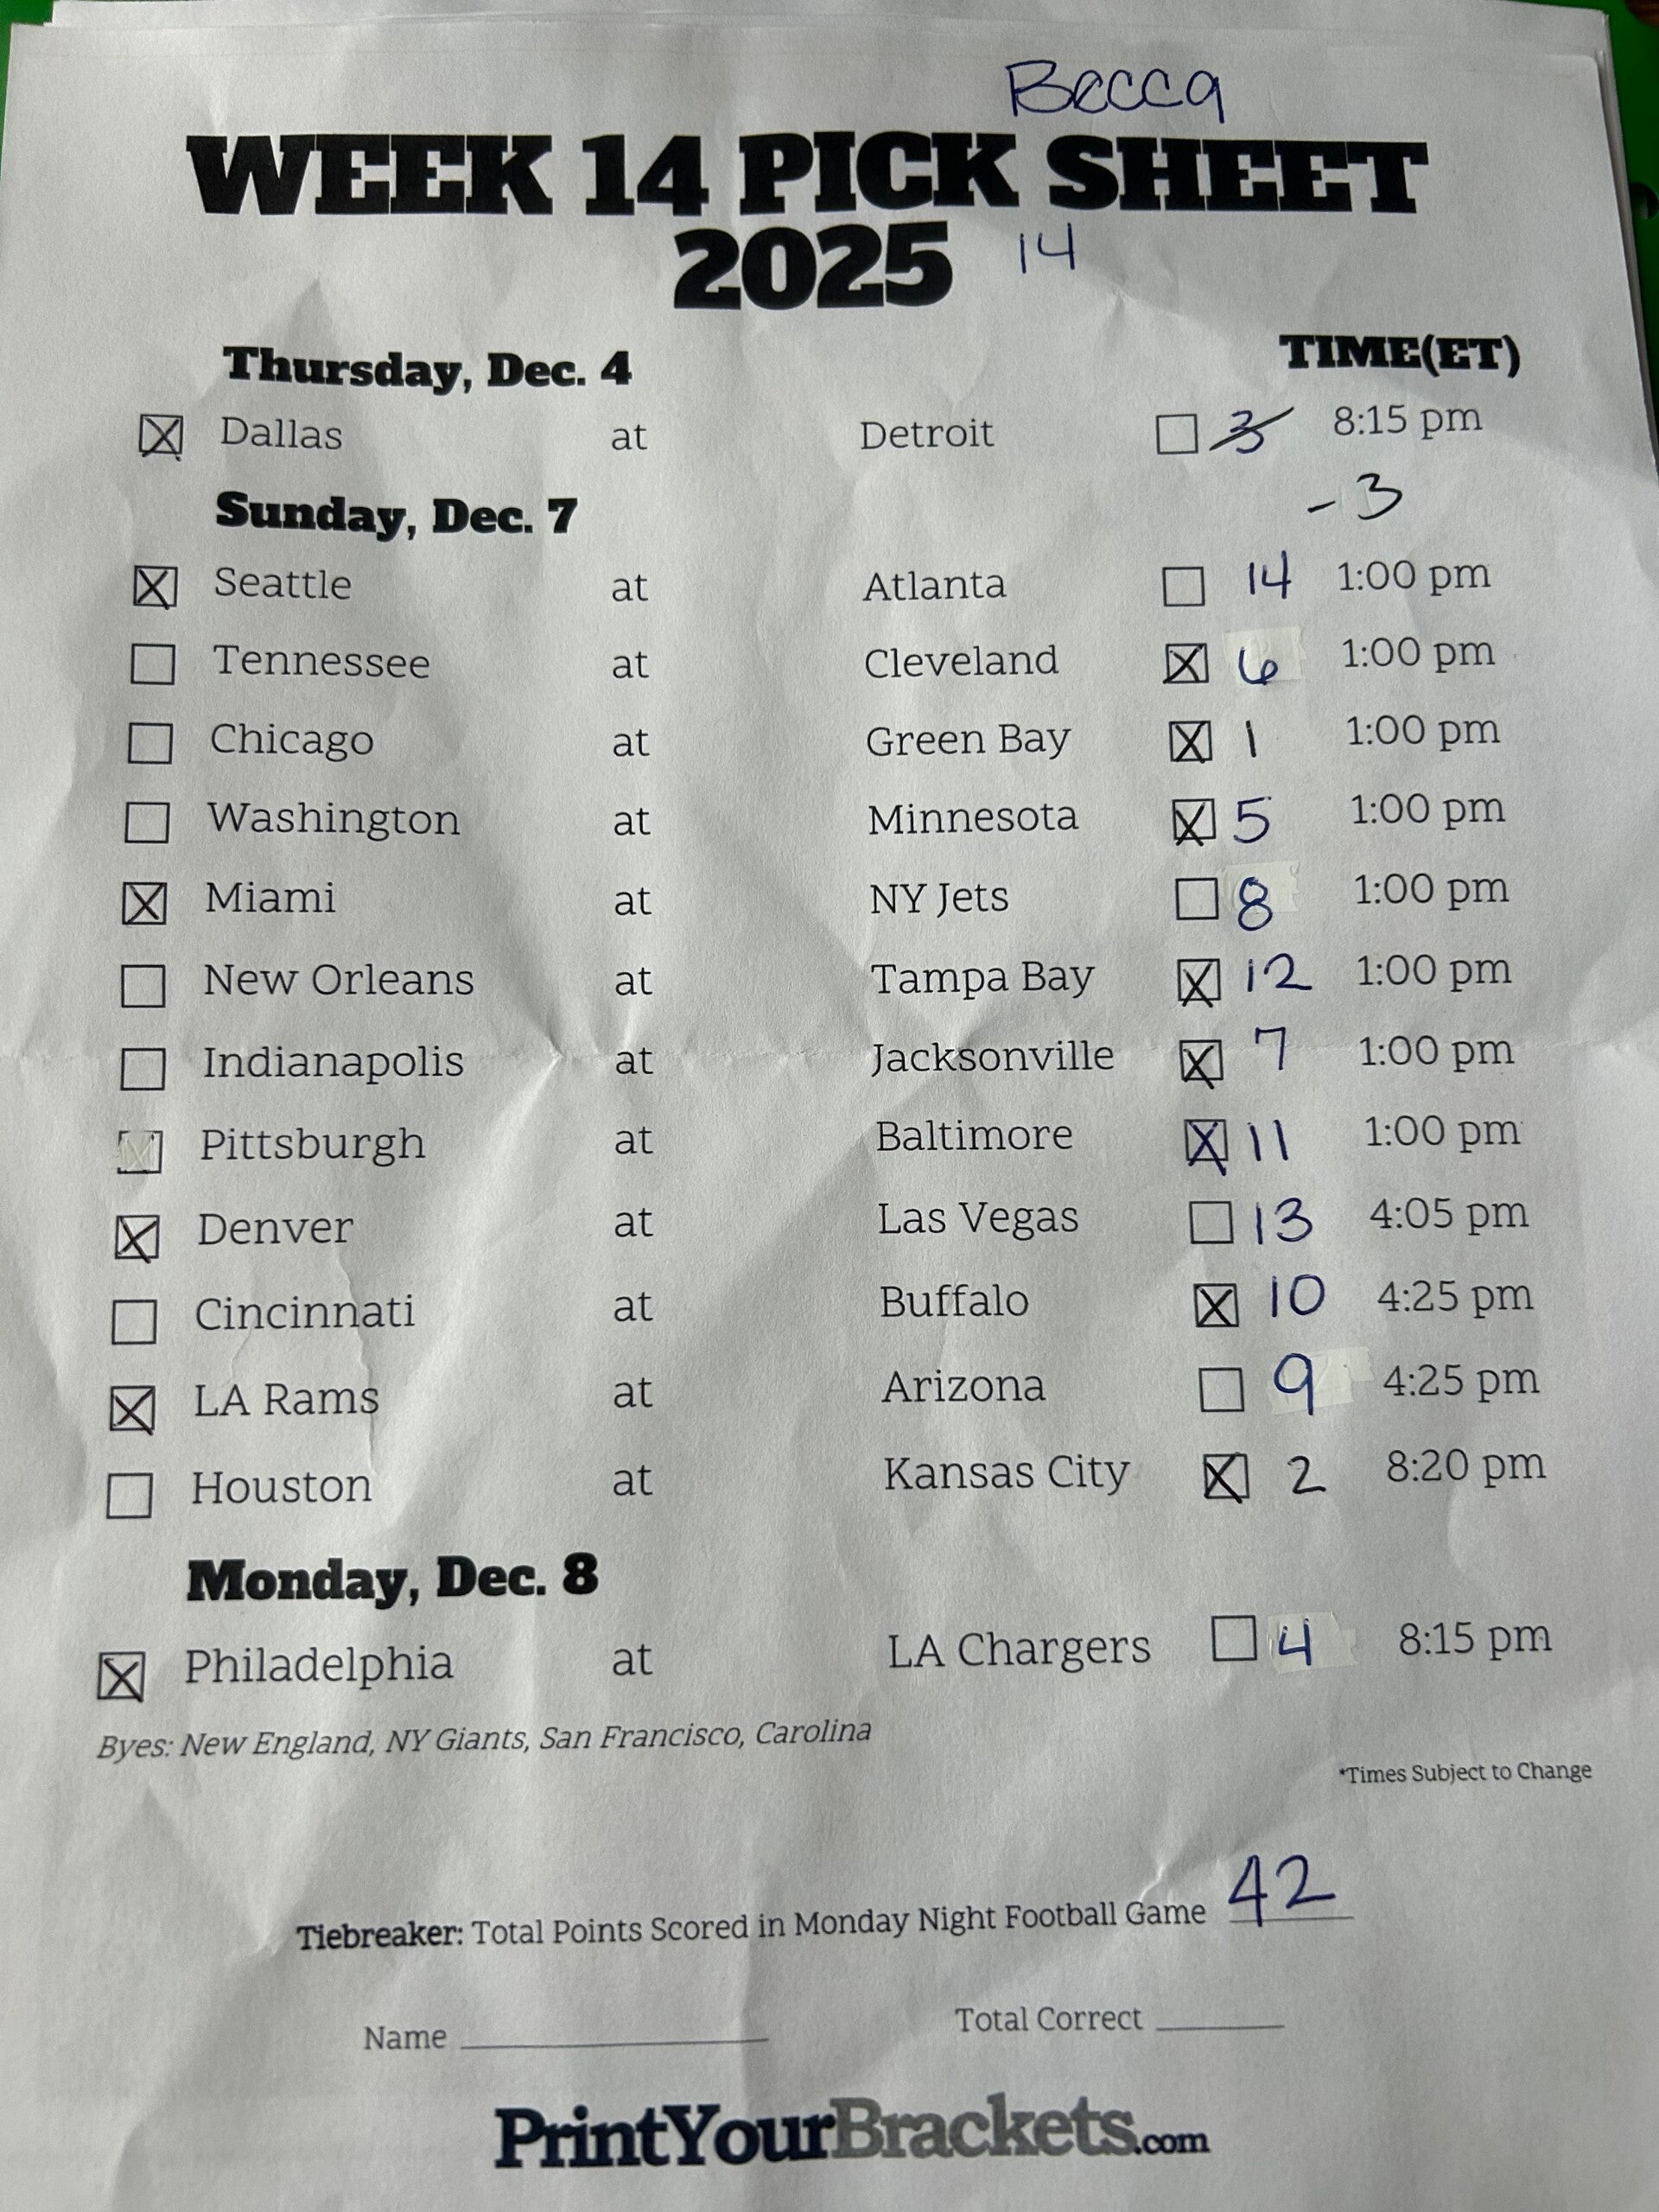 Becca
WEEK 14 PICK SHEET
2025 14
TIME(ET)
Thursday, Dec. 4
Dallas at Detroit 3 8:15 pm
-3
Sunday, Dec. 7
Seattle at Atlanta 14 1:00 pm
Tennessee at Cleveland 6 1:00 pm
Chicago at Green Bay 1 1:00 pm
Washington at Minnesota 5 1:00 pm
Miami at NY Jets 8 1:00 pm
New Orleans at Tampa Bay 12 1:00 pm
Indianapolis at Jacksonville 7 1:00 pm
Pittsburgh at Baltimore 11 1:00 pm
Denver at Las Vegas 13 4:05 pm
Cincinnati at Buffalo 10 4:25 pm
LA Rams at Arizona 9 4:25 pm
Houston at Kansas City 2 8:20 pm
Monday, Dec. 8
Philadelphia at LA Chargers 4 8:15 pm
Byes: New England, NY Giants, San Francisco, Carolina
*Times Subject to Change
Tiebreaker: Total Points Scored in Monday Night Football Game 42
Name Total Correct
PrintYourBrackets.com